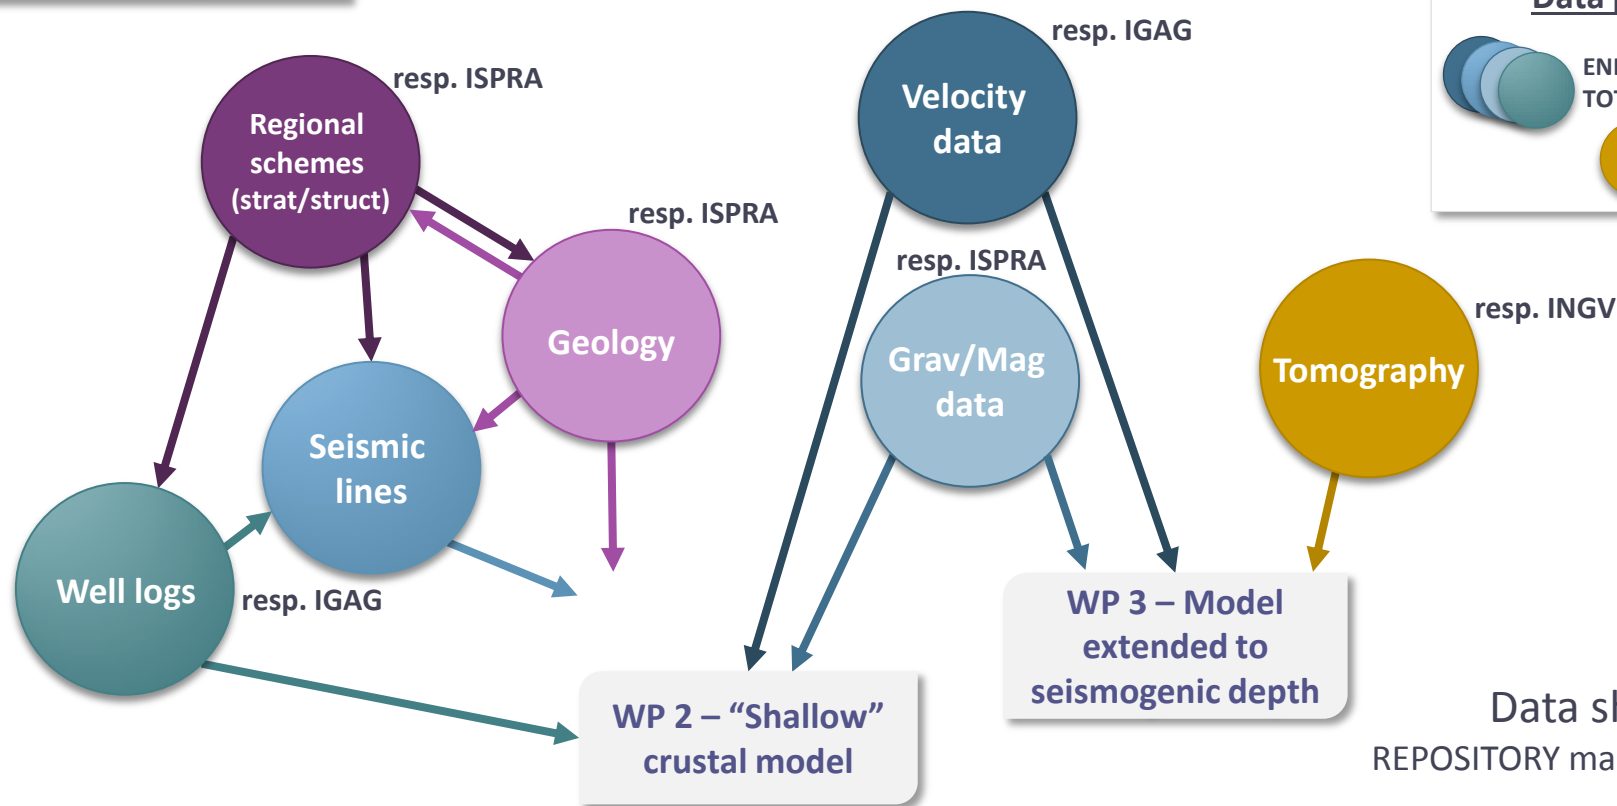 resp. ISPRA
Regional
schemes
(strat/struct)
resp. ISPRA
Geology
Seismic
lines
Well logs
resp. IGAG
resp. IGAG
Velocity
data
resp. ISPRA
Grav/Mag
data
Tomography
resp. INGV
WP 2 – “Shallow”
crustal model
WP 3 – Model
extended to
seismogenic depth
Data
Data
REPOSITORY